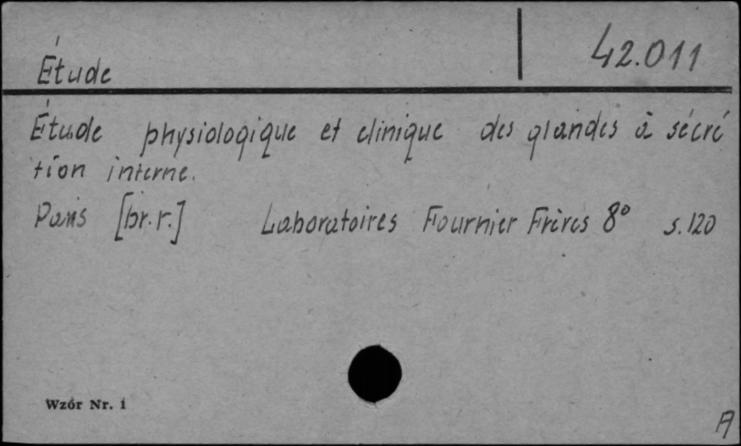 Étude
42.011
Étude physiologique et clinique des glandes à sécré
tion interne.
Paris [br.r.] Laboratoires Fournier Frères 8° s.120
Wzór Nr. 1
A